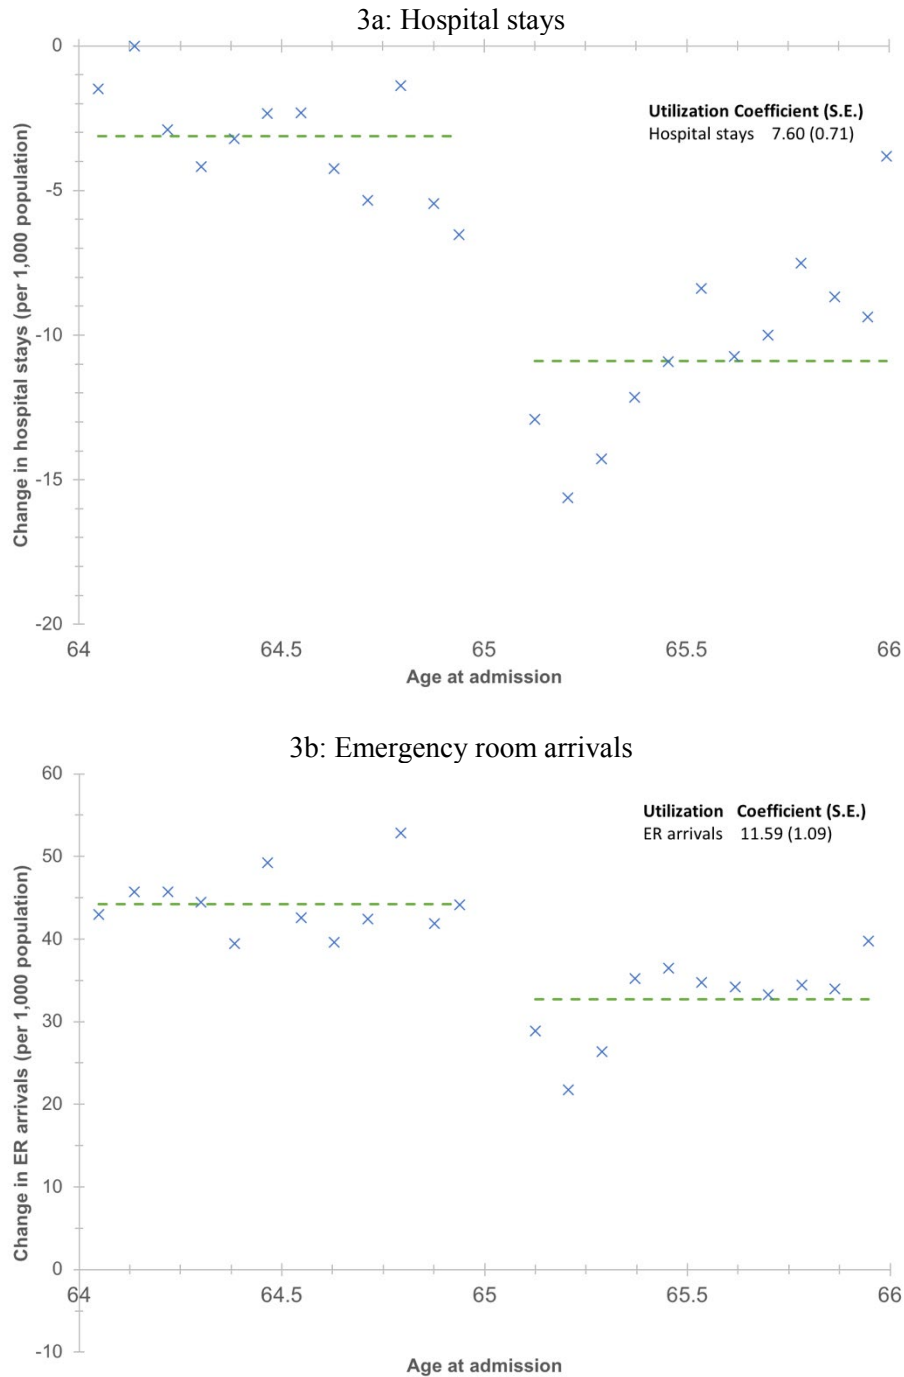 3a: Hospital stays
0
Utilization Coefficient (S.E.)
Hospital stays 7.60 (0.71)
-5
-10
-15
-20
Change in hospital stays (per 1,000 population)
64 64.5 65 65.5 66
Age at admission
3b: Emergency room arrivals
60
Utilization Coefficient (S.E.)
ER arrivals 11.59 (1.09)
50
40
30
20
10
0
Change in ER arrivals (per 1,000 population)
64 64.5 65 65.5 66
-10
Age at admission